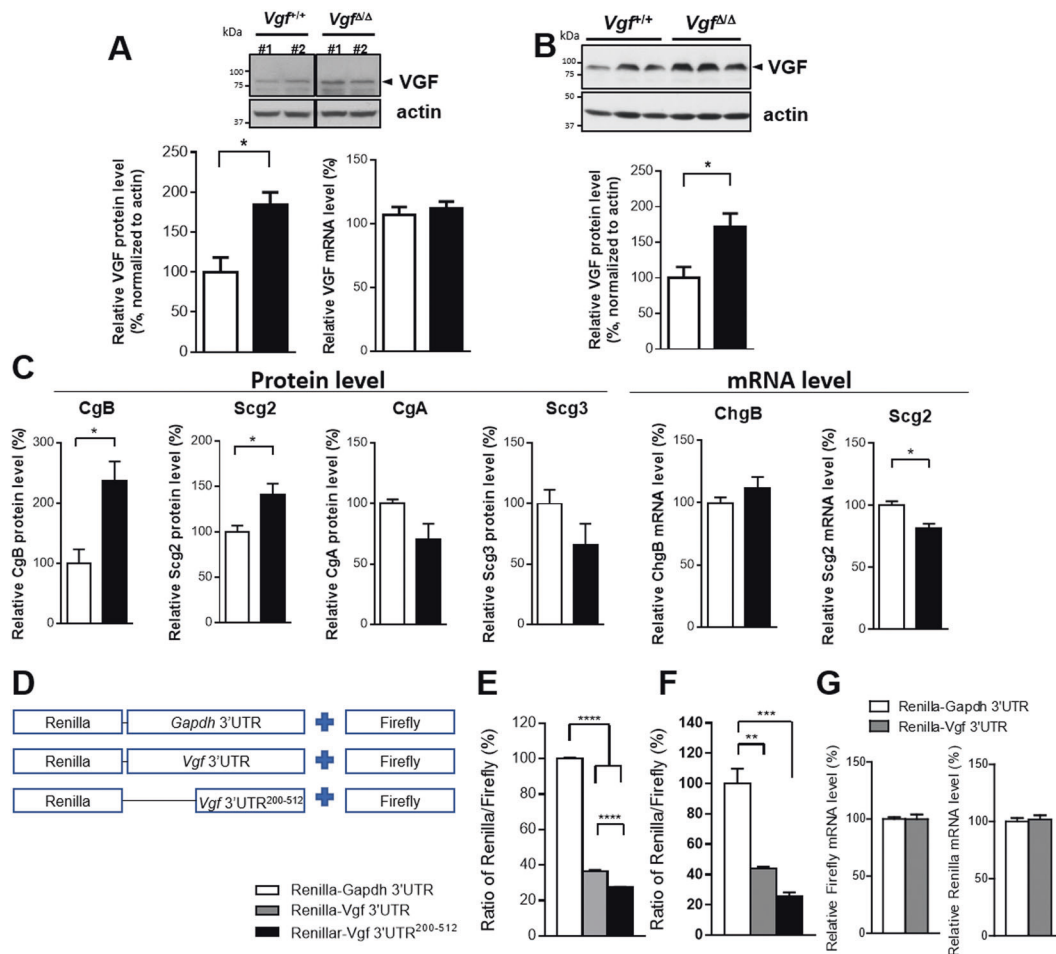 A
Vgf+/+ VgfΔ/Δ
kDa
#1 #2 #1 #2
100
75
VGF
37
actin
Relative VGF protein level
(%, normalized to actin)
250
200
150
100
50
0
*
Relative VGF mRNA level (%)
150
100
50
0
B
Vgf+/+ VgfΔ/Δ
kDa
100
75
VGF
50
37
actin
Relative VGF protein level
(%, normalized to actin)
250
200
150
100
50
0
*
C
Protein level
mRNA level
CgB
Relative CgB protein level (%)
300
200
100
0
*
Scg2
Relative Scg2 protein level (%)
200
150
100
50
0
*
CgA
Relative CgA protein level (%)
150
100
50
0
Scg3
Relative Scg3 protein level (%)
150
100
50
0
ChgB
Relative ChgB mRNA level (%)
150
100
50
0
Scg2
Relative Scg2 mRNA level (%)
150
100
50
0
*
D
Renilla Gapdh 3'UTR Firefly
Renilla Vgf 3'UTR Firefly
Renilla Vgf 3'UTR200-512 Firefly
Renilla-Gapdh 3'UTR
Renilla-Vgf 3'UTR
Renillar-Vgf 3'UTR200-512
E
Ratio of Renilla/Firefly (%)
120
100
80
60
40
20
0
****
****
F
Ratio of Renilla/Firefly (%)
140
120
100
80
60
40
20
0
***
**
G
Renilla-Gapdh 3'UTR
Renilla-Vgf 3'UTR
Relative Firefly mRNA level (%)
150
100
50
0
Relative Renilla mRNA level (%)
150
100
50
0